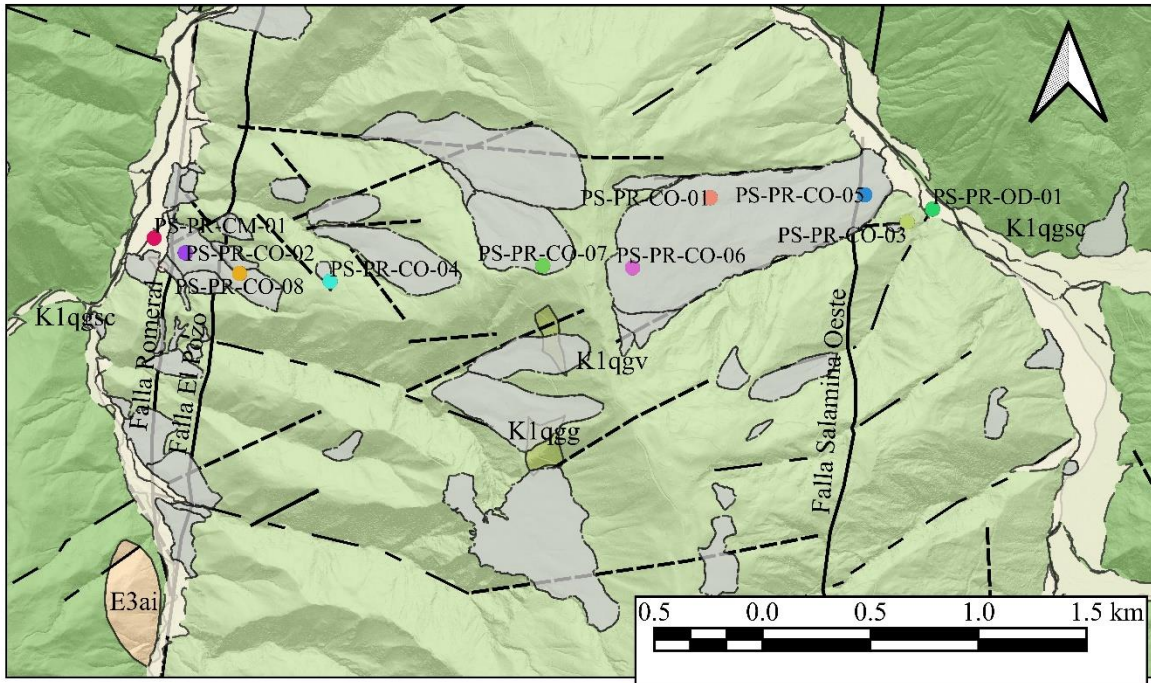 PS-PR-CO-01
PS-PR-CO-05
PS-PR-OD-01
PS-PR-CM-01
PS-PR-CO-03
K1qgsc
PS-PR-CO-02
PS-PR-CO-04
PS-PR-CO-07
PS-PR-CO-06
PS-PR-CO-08
K1qgsc
Falla Romeral
Falla El Pozo
K1qgv
Falla Salamina Oeste
K1qgg
E3ai
0.5 0.0 0.5 1.0 1.5 km